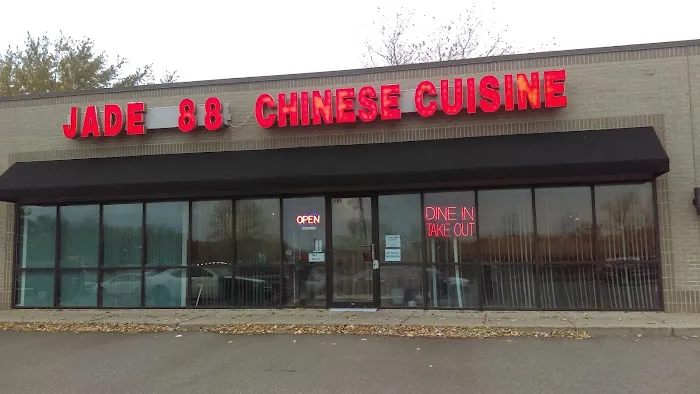 JADE 88 CHINESE CUISINE
OPEN
DINE IN
TAKE OUT